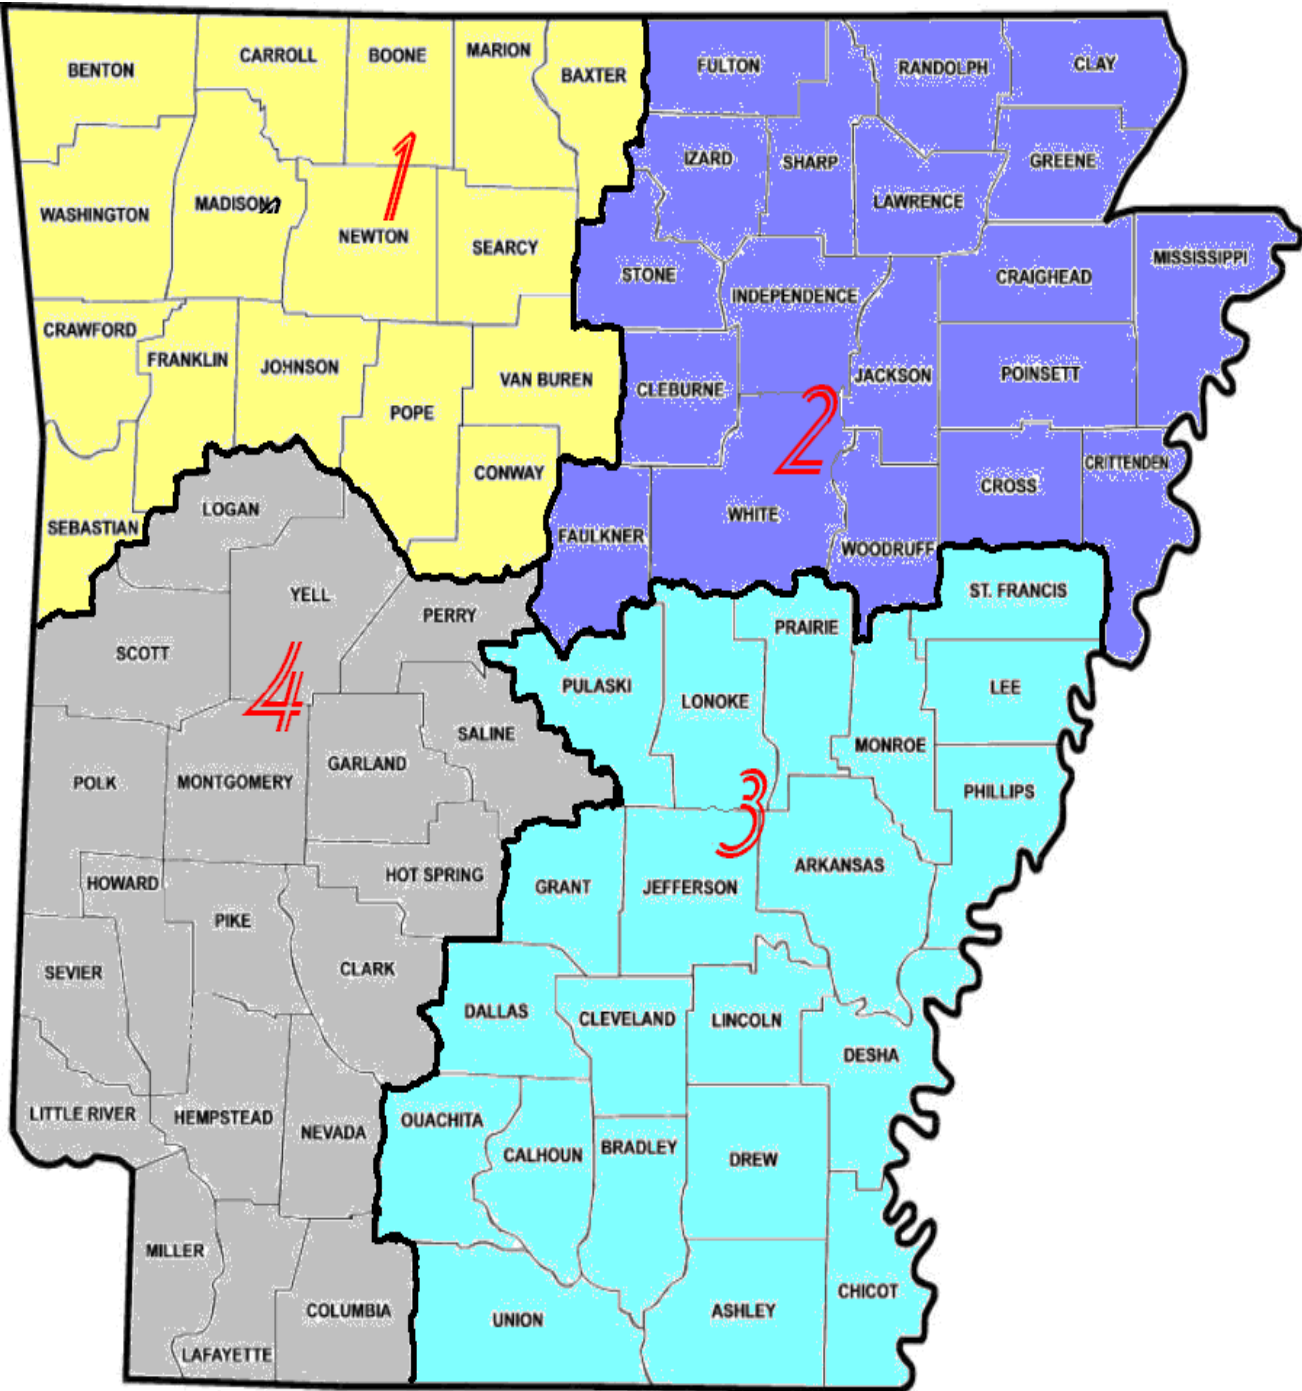 BENTON
CARROLL
BOONE
MARION
BAXTER
FULTON
RANDOLPH
CLAY
WASHINGTON
MADISON
1
NEWTON
SEARCY
IZARD
SHARP
LAWRENCE
GREENE
STONE
INDEPENDENCE
CRAIGHEAD
MISSISSIPPI
CRAWFORD
FRANKLIN
JOHNSON
POPE
VAN BUREN
CLEBURNE
JACKSON
POINSETT
2
CONWAY
SEBASTIAN
LOGAN
FAULKNER
WHITE
WOODRUFF
CROSS
CRITTENDEN
YELL
PERRY
SCOTT
4
PULASKI
LONOKE
PRAIRIE
ST. FRANCIS
LEE
MONROE
PHILLIPS
POLK
MONTGOMERY
GARLAND
SALINE
3
HOWARD
PIKE
HOT SPRING
GRANT
JEFFERSON
ARKANSAS
SEVIER
CLARK
DALLAS
CLEVELAND
LINCOLN
DESHA
LITTLE RIVER
HEMPSTEAD
NEVADA
OUACHITA
CALHOUN
BRADLEY
DREW
MILLER
LAFAYETTE
COLUMBIA
UNION
ASHLEY
CHICOT